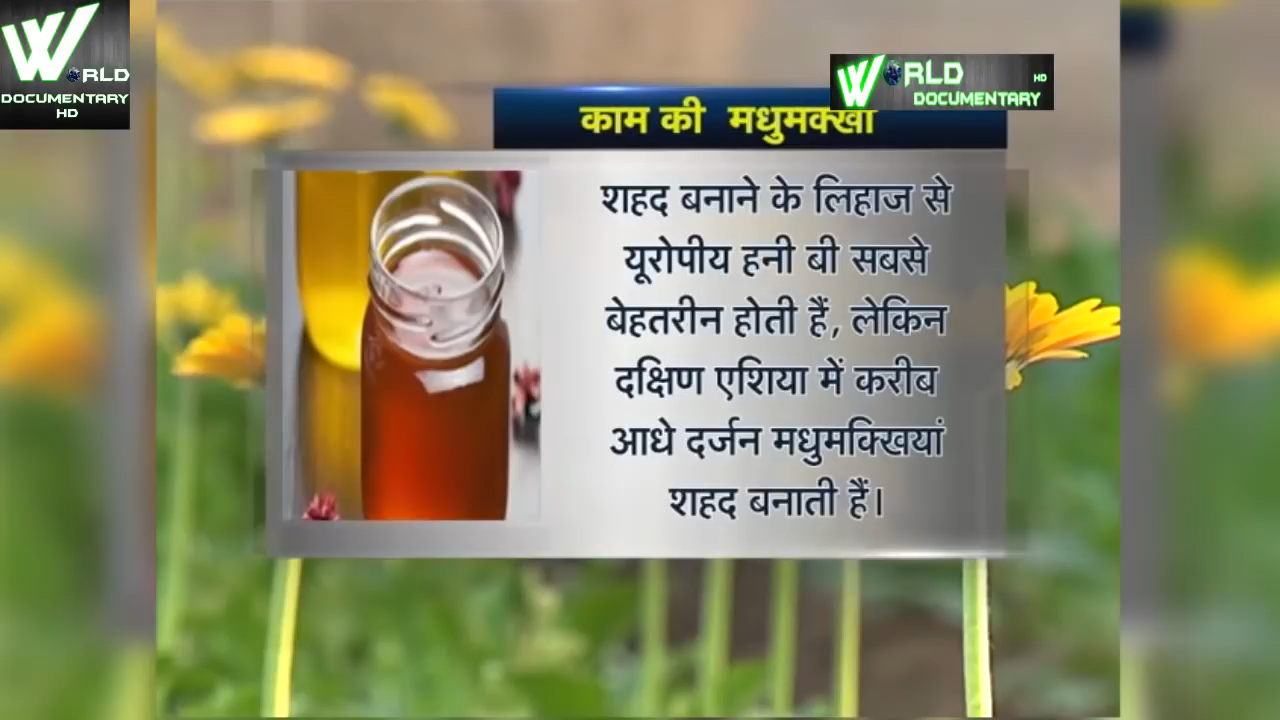 WORLD
DOCUMENTARY
HD
WORLD HD
DOCUMENTARY
काम की मधुमक्खी
शहद बनाने के लिहाज से
यूरोपीय हनी बी सबसे
बेहतरीन होती हैं, लेकिन
दक्षिण एशिया में करीब
आधे दर्जन मधुमक्खियां
शहद बनाती हैं।